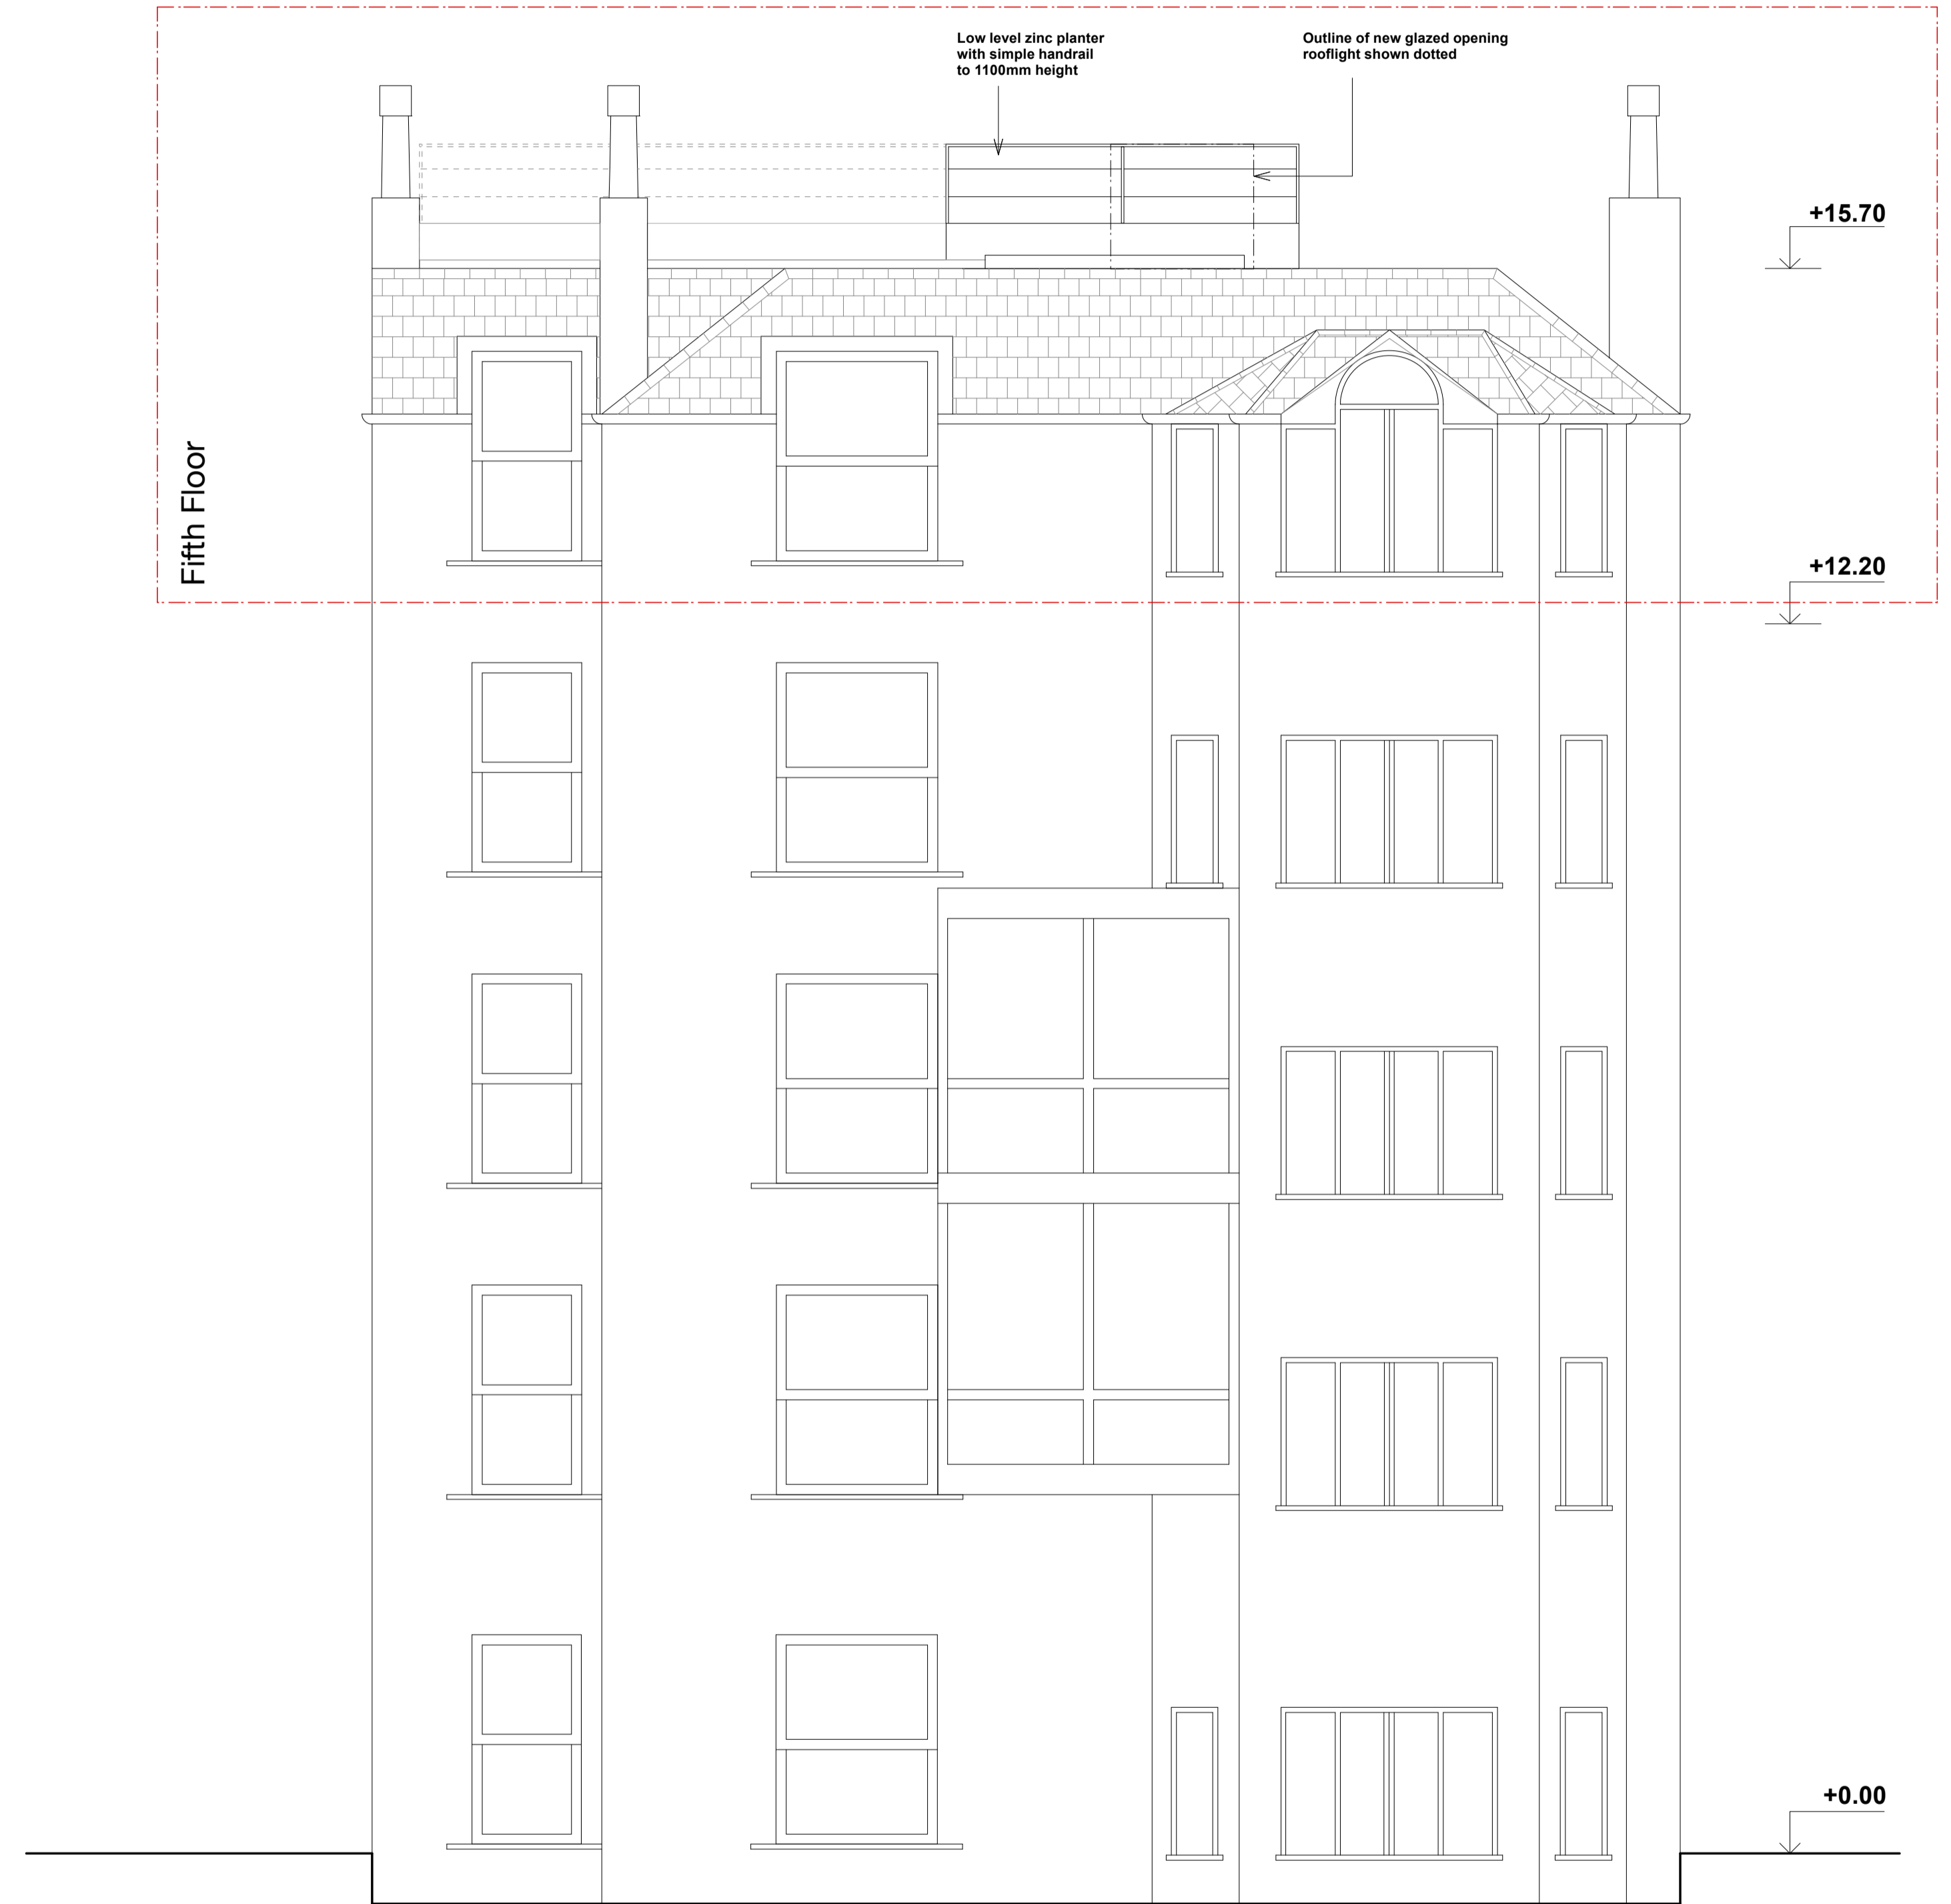 Low level zinc planter
with simple handrail
to 1100mm height
Outline of new glazed opening
rooflight shown dotted
+15.70
Fifth Floor
+12.20
+0.00